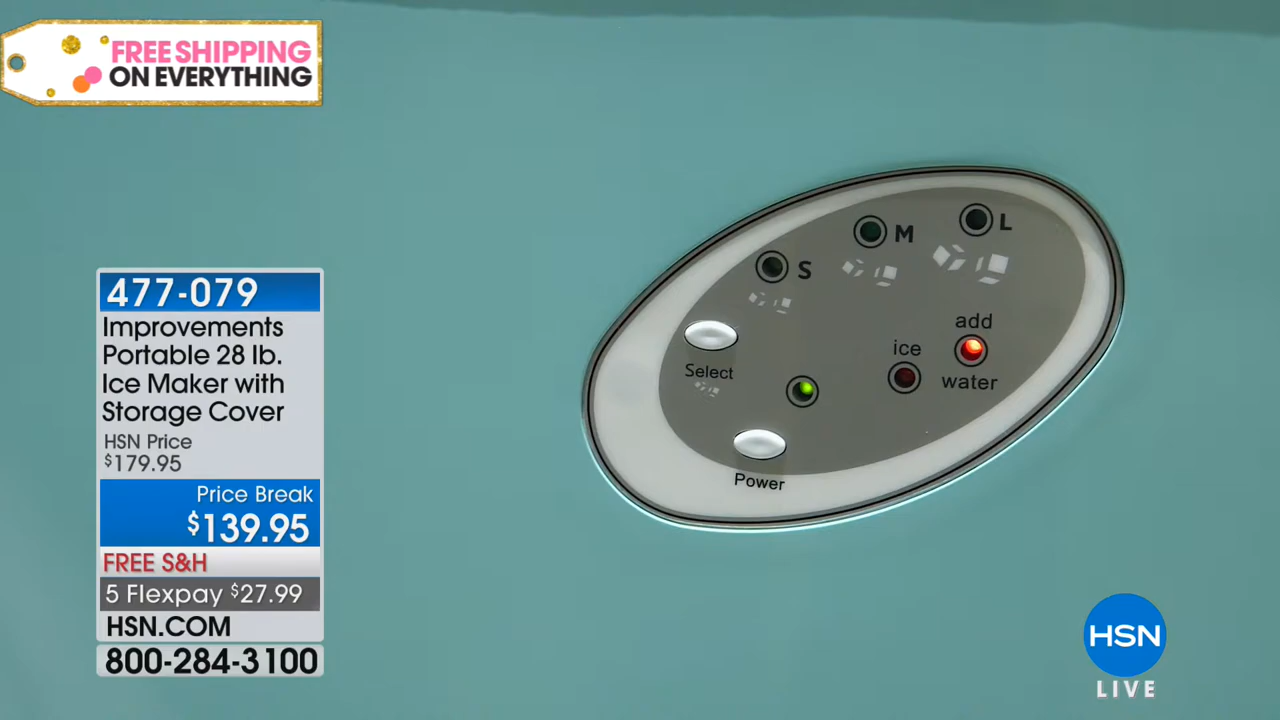 FREE SHIPPING
ON EVERYTHING
477-079
Improvements
Portable 28 lb.
Ice Maker with
Storage Cover
HSN Price
$179.95
Price Break
$139.95
FREE S&H
5 Flexpay $27.99
HSN.COM
800-284-3100
S
M
L
Select
ice
add
water
Power
HSN
LIVE